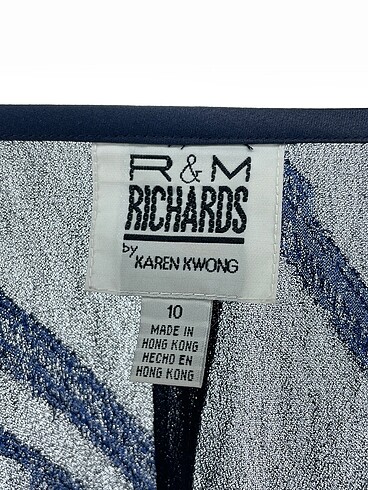 R&M
RICHARDS
by
KAREN KWONG
10
MADE IN
HONG KONG
HECHO EN
HONG KONG